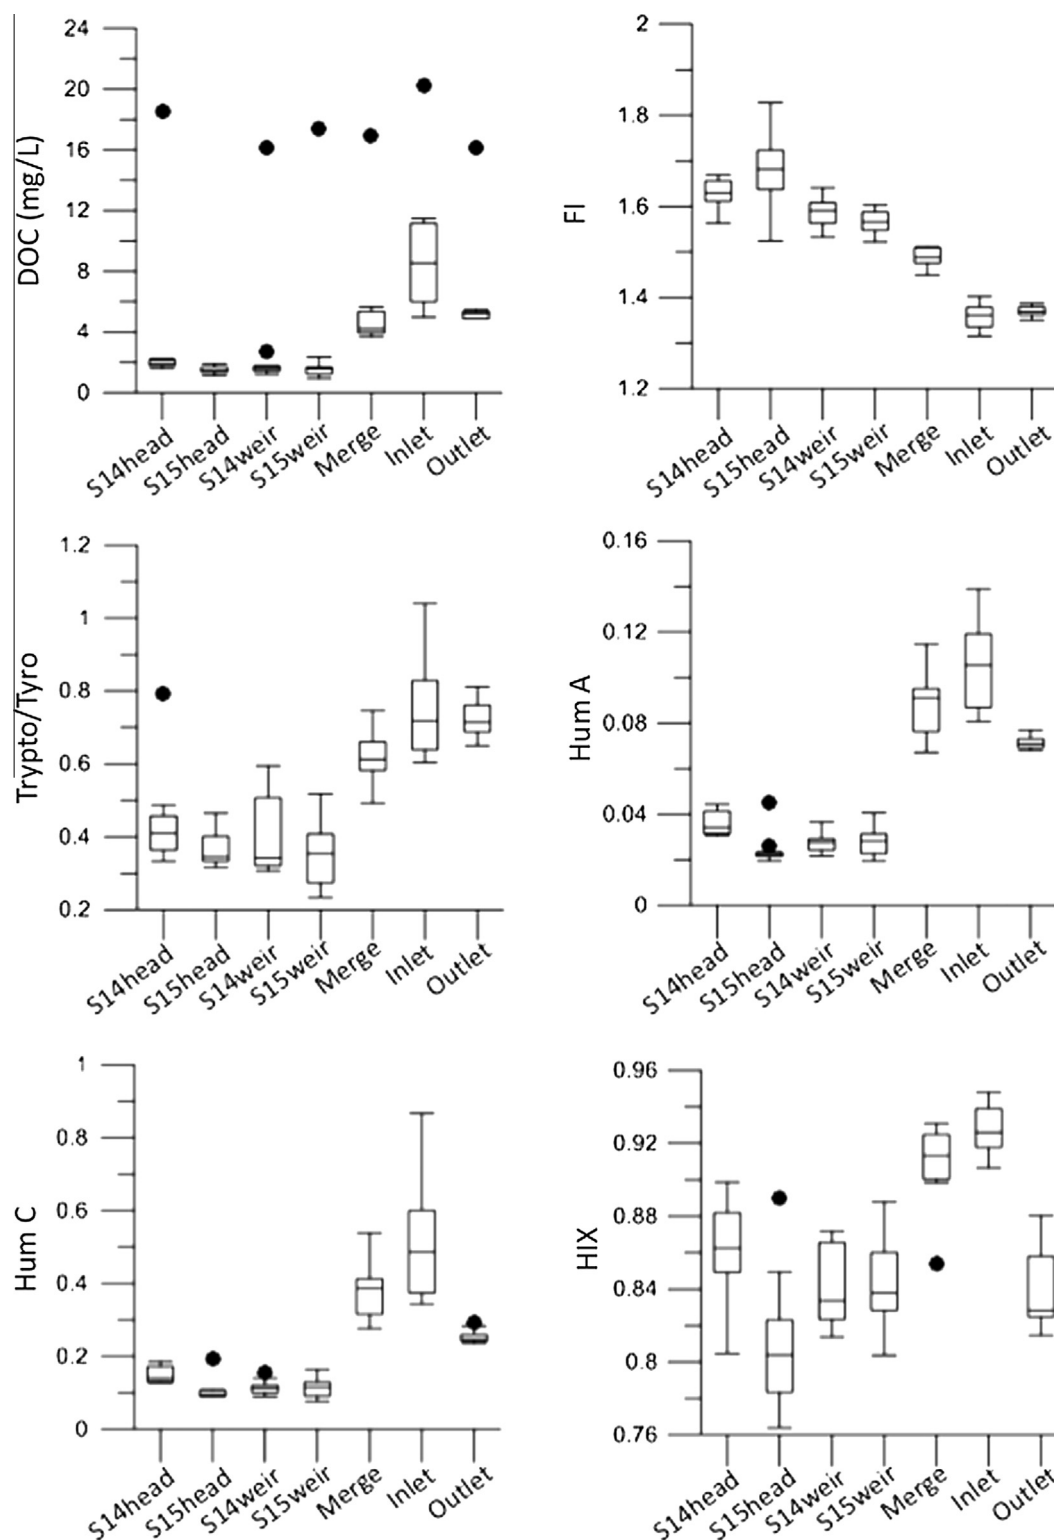 24
20
16
12
8
4
0
DOC (mg/L)
S14head
S15head
S14weir
S15weir
Merge
Inlet
Outlet
2
1.8
1.6
1.4
1.2
FI
S14head
S15head
S14weir
S15weir
Merge
Inlet
Outlet
1.2
1
0.8
0.6
0.4
0.2
Trypto/Tyro
S14head
S15head
S14weir
S15weir
Merge
Inlet
Outlet
0.16
0.12
0.08
0.04
0
Hum A
S14head
S15head
S14weir
S15weir
Merge
Inlet
Outlet
1
0.8
0.6
0.4
0.2
0
Hum C
S14head
S15head
S14weir
S15weir
Merge
Inlet
Outlet
0.96
0.92
0.88
0.84
0.8
0.76
HIX
S14head
S15head
S14weir
S15weir
Merge
Inlet
Outlet